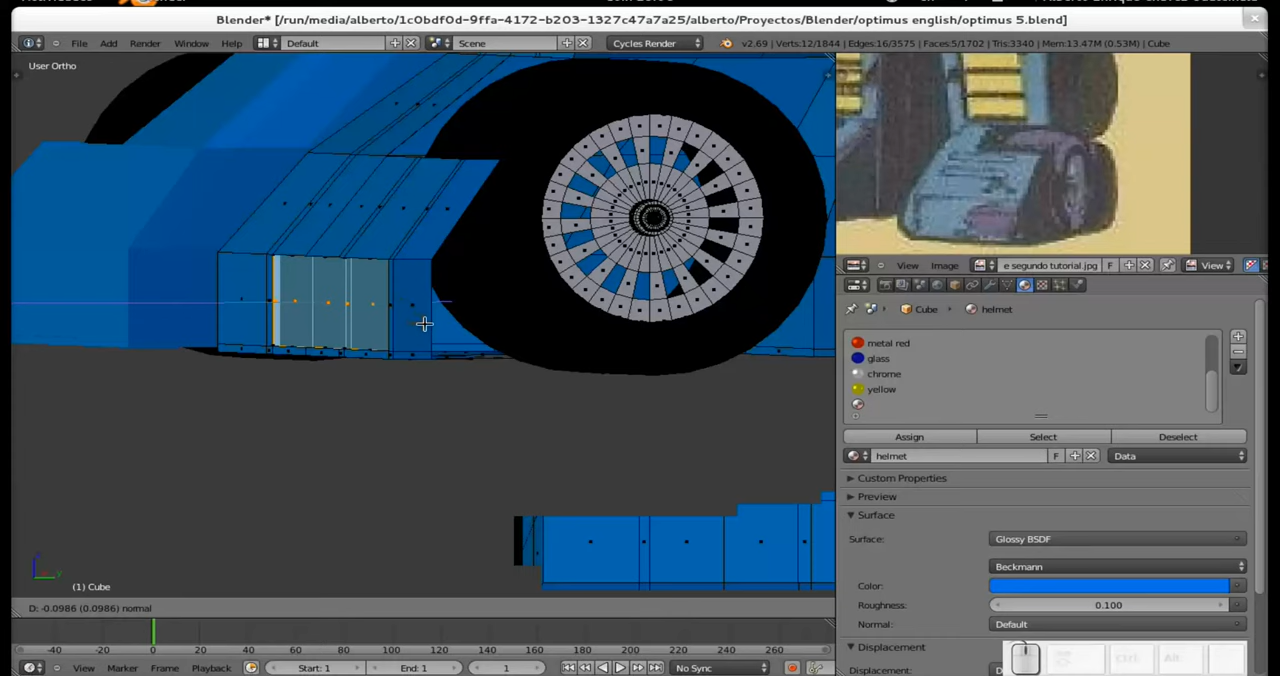 Blender* [/run/media/alberto/1c0bdf0d-9ffa-4172-b203-1327c47a7a25/alberto/Proyectos/Blender/optimus english/optimus 5.blend]
File Add Render Window Help Default Scene Cycles Render v2.69 | Verts:12/1844 | Edges:16/3575 | Faces:5/1702 | Tris:3340 | Mem:13.47M (0.53M) | Cube
User Ortho
View Image e segundo tutorial.jpg F View
Cube helmet
metal red
glass
chrome
yellow
Assign Select Deselect
helmet F Data
Custom Properties
Preview
Surface
Surface: Glossy BSDF
Beckmann
Color:
Roughness: 0.100
Normal: Default
Displacement
Displacement:
Ctrl Alt
(1) Cube
D: -0.0986 (0.0986) normal
-40 -20 0 20 40 60 80 100 120 140 160 180 200 220 240 260
View Marker Frame Playback Start: 1 End: 1 1 No Sync